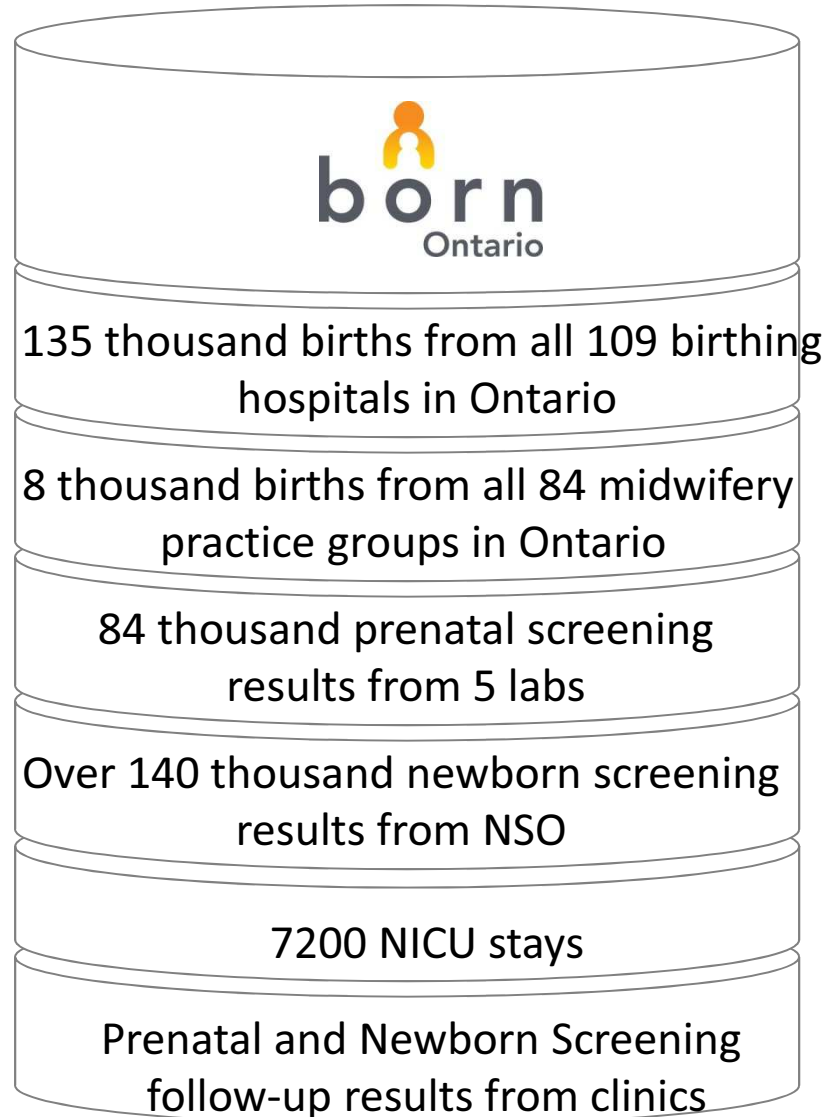 born
Ontario
135 thousand births from all 109 birthing
hospitals in Ontario
8 thousand births from all 84 midwifery
practice groups in Ontario
84 thousand prenatal screening
results from 5 labs
Over 140 thousand newborn screening
results from NSO
7200 NICU stays
Prenatal and Newborn Screening
follow-up results from clinics